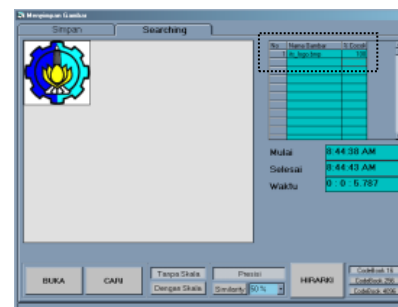 Menyimpan Gambar
Simpan
Searching
No Nama Gambar % Cocok
1 its_logo.bmp 100
Mulai 8:44:38 AM
Selesai 8:44:43 AM
Waktu 0 : 0 : 5.787
BUKA
CARI
Tanpa Skala
Dengan Skala
Presisi
Similarity 50 %
HIRARKI
CodeBook 16
CodeBook 256
CodeBook 4096